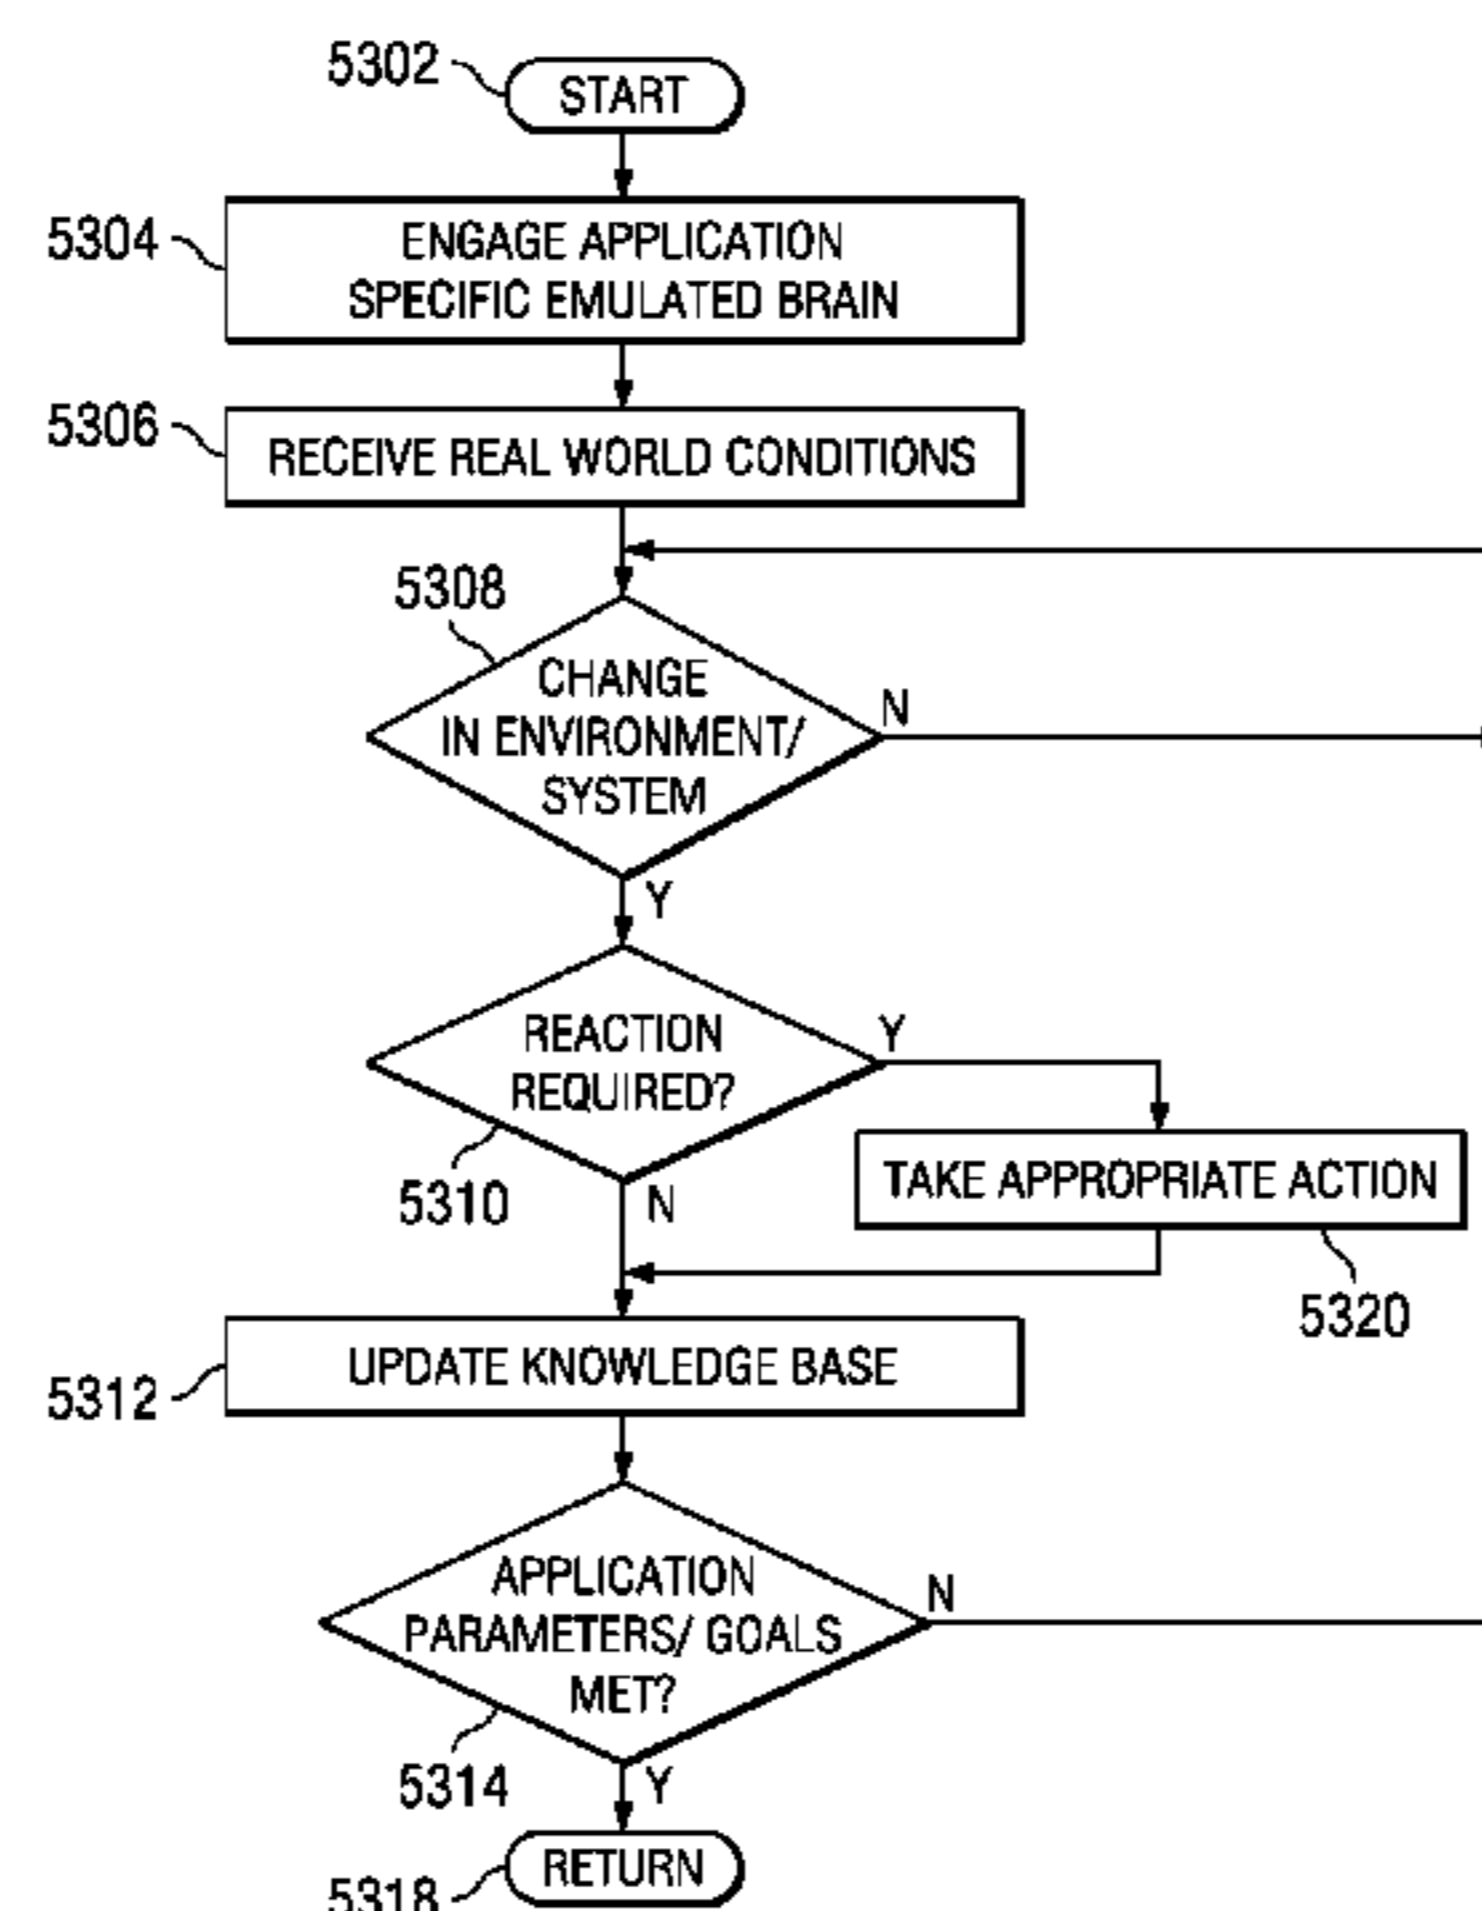 5302
START
5304
ENGAGE APPLICATION
SPECIFIC EMULATED BRAIN
5306
RECEIVE REAL WORLD CONDITIONS
5308
CHANGE
IN ENVIRONMENT/
SYSTEM
N
Y
REACTION
REQUIRED?
Y
5310
N
TAKE APPROPRIATE ACTION
5320
5312
UPDATE KNOWLEDGE BASE
APPLICATION
PARAMETERS/ GOALS
MET?
N
5314
Y
RETURN
5318